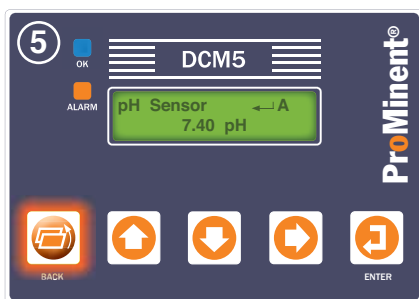 5
OK
DCM5
ALARM
pH Sensor ↵A
7.40 pH
ProMinent®
BACK
ENTER